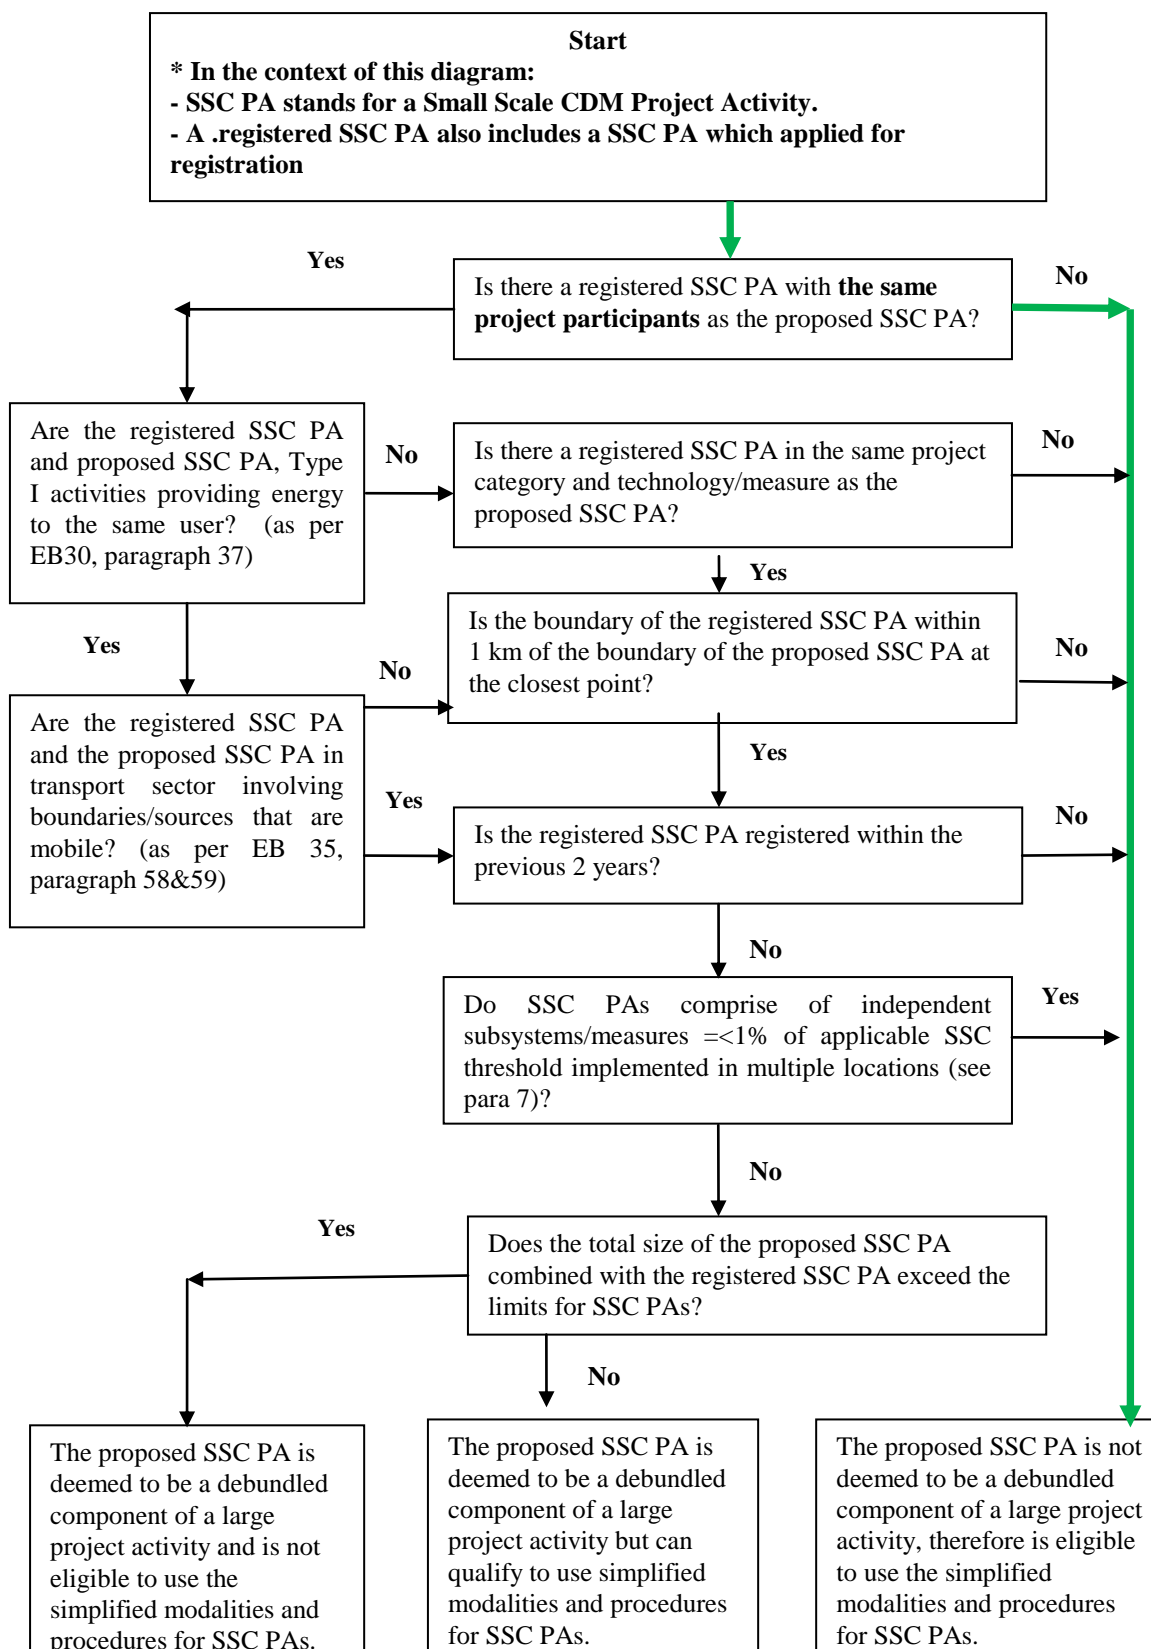 Start
* In the context of this diagram:
- SSC PA stands for a Small Scale CDM Project Activity.
- A .registered SSC PA also includes a SSC PA which applied for
registration
Yes
Is there a registered SSC PA with the same
project participants as the proposed SSC PA?
No
Are the registered SSC PA
and proposed SSC PA, Type
I activities providing energy
to the same user? (as per
EB30, paragraph 37)
No
Is there a registered SSC PA in the same project
category and technology/measure as the
proposed SSC PA?
No
Yes
Yes
Is the boundary of the registered SSC PA within
1 km of the boundary of the proposed SSC PA at
the closest point?
No
No
Are the registered SSC PA
and the proposed SSC PA in
transport sector involving
boundaries/sources that are
mobile? (as per EB 35,
paragraph 58&59)
Yes
Yes
Is the registered SSC PA registered within the
previous 2 years?
No
No
Do SSC PAs comprise of independent
subsystems/measures =<1% of applicable SSC
threshold implemented in multiple locations (see
para 7)?
Yes
No
Yes
Does the total size of the proposed SSC PA
combined with the registered SSC PA exceed the
limits for SSC PAs?
No
The proposed SSC PA is
deemed to be a debundled
component of a large
project activity and is not
eligible to use the
simplified modalities and
procedures for SSC PAs.
The proposed SSC PA is
deemed to be a debundled
component of a large
project activity but can
qualify to use simplified
modalities and procedures
for SSC PAs.
The proposed SSC PA is not
deemed to be a debundled
component of a large project
activity, therefore is eligible
to use the simplified
modalities and procedures
for SSC PAs.